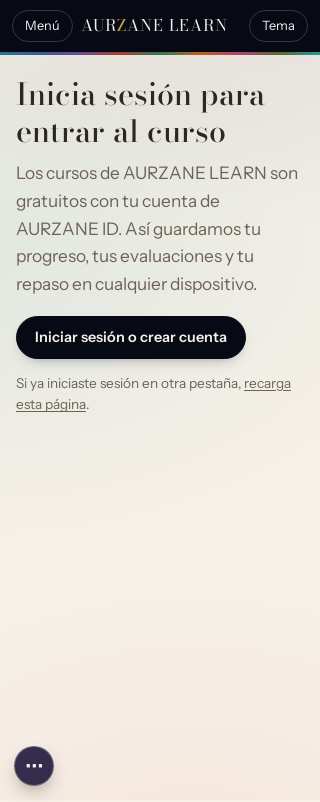 Menú
AURZANE LEARN
Tema
Inicia sesión para
entrar al curso
Los cursos de AURZANE LEARN son
gratuitos con tu cuenta de
AURZANE ID. Así guardamos tu
progreso, tus evaluaciones y tu
repaso en cualquier dispositivo.
Iniciar sesión o crear cuenta
Si ya iniciaste sesión en otra pestaña, recarga
esta página.